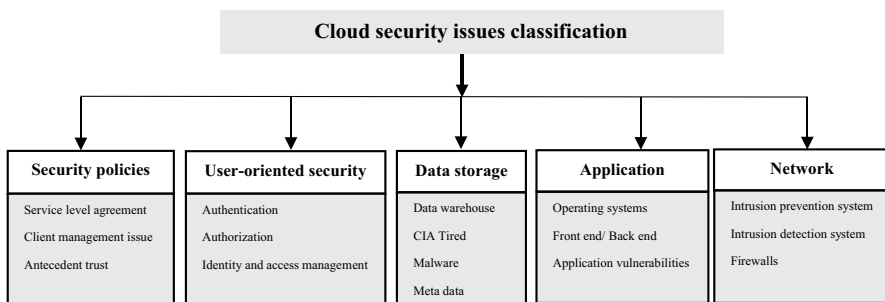 Cloud security issues classification
Security policies
Service level agreement
Client management issue
Antecedent trust
User-oriented security
Authentication
Authorization
Identity and access management
Data storage
Data warehouse
CIA Tired
Malware
Meta data
Application
Operating systems
Front end/ Back end
Application vulnerabilities
Network
Intrusion prevention system
Intrusion detection system
Firewalls